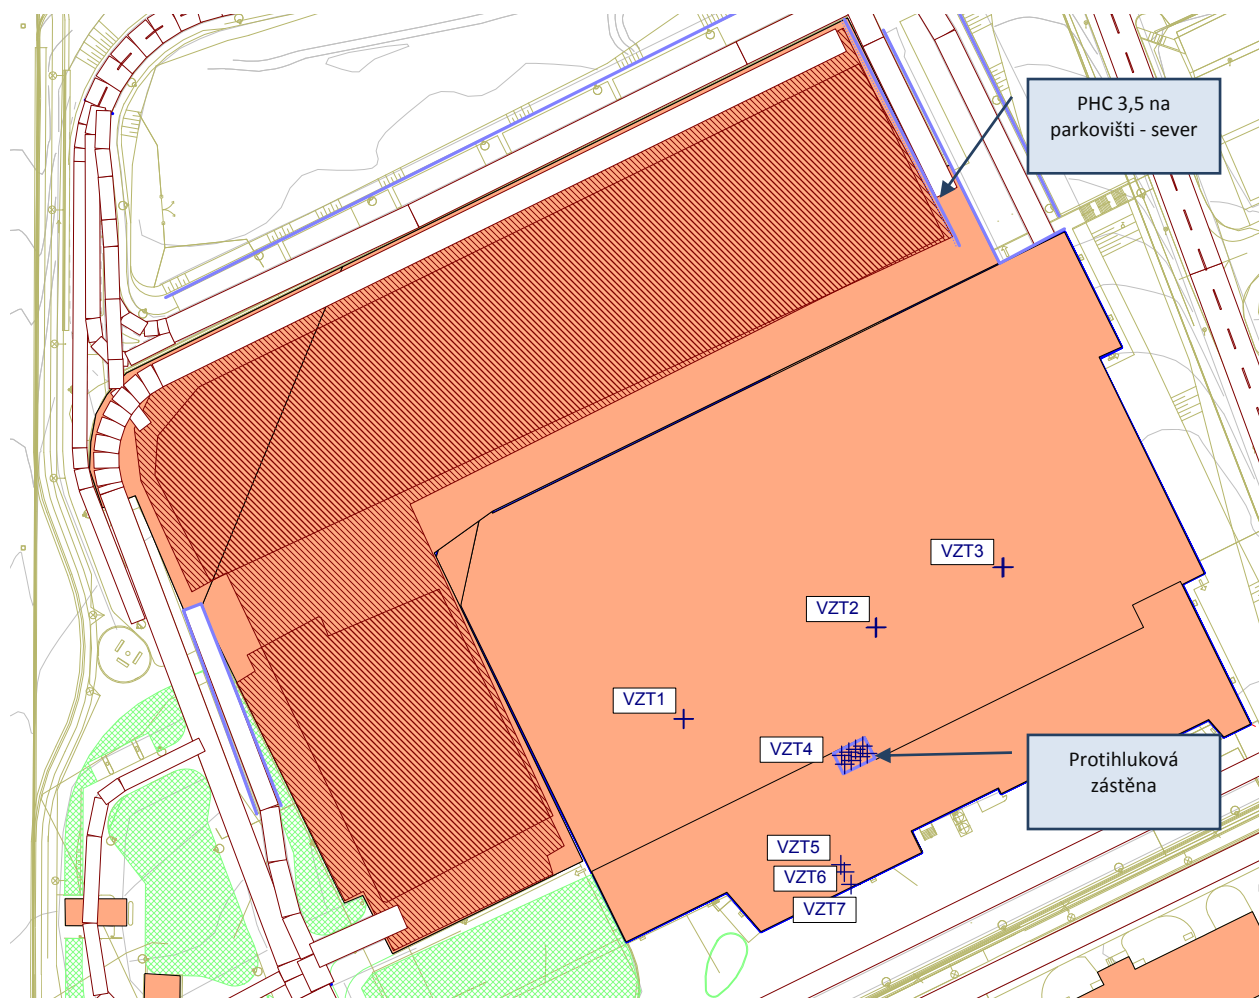 PHC 3,5 na
parkovišti - sever
VZT3
VZT2
VZT1
VZT4
Protihluková
zástěna
VZT5
VZT6
VZT7